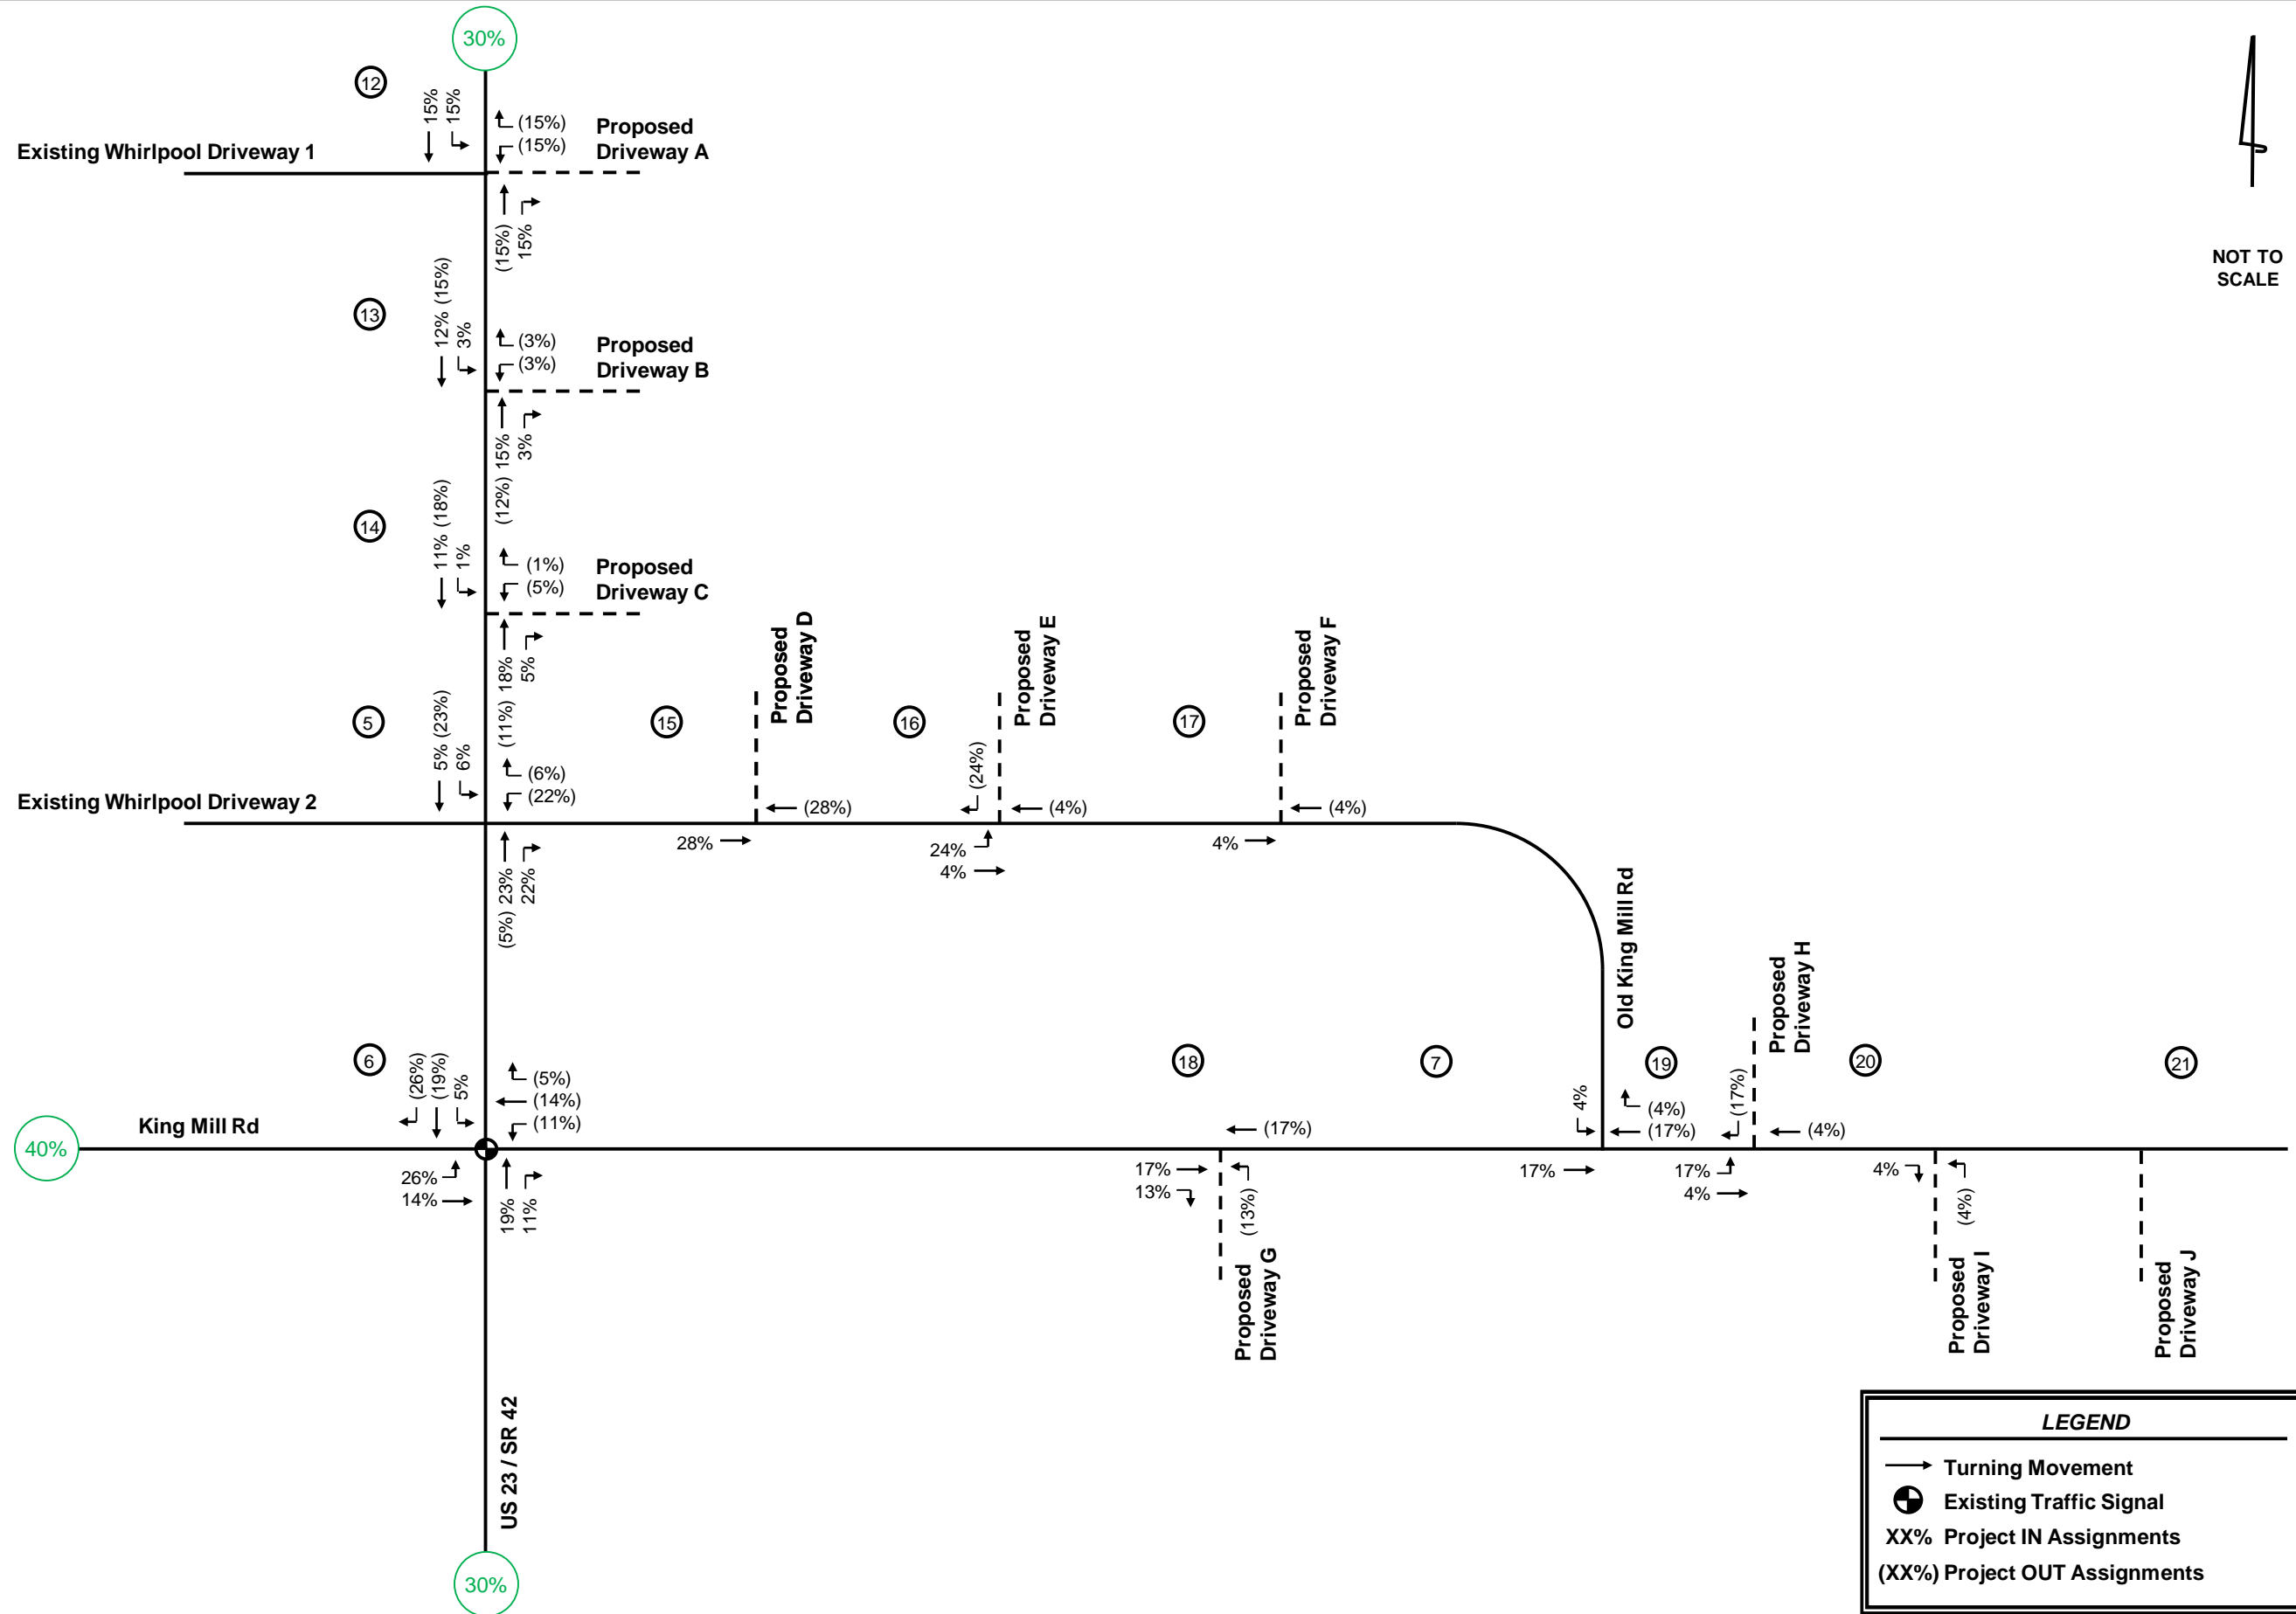 30%
12
15%
15%
(15%)
(15%)
Proposed
Driveway A
Existing Whirlpool Driveway 1
(15%)
15%
NOT TO
SCALE
13
12% (15%)
3%
(3%)
(3%)
Proposed
Driveway B
(12%) 15%
3%
14
11% (18%)
1%
(1%)
(5%)
Proposed
Driveway C
(11%) 18%
5%
5
5% (23%)
6%
(6%)
(22%)
Existing Whirlpool Driveway 2
(5%) 23%
22%
15
Proposed
Driveway D
(28%)
28%
16
Proposed
Driveway E
(24%)
(4%)
24%
4%
17
Proposed
Driveway F
(4%)
4%
Old King Mill Rd
6
(26%)
(19%)
5%
(5%)
(14%)
(11%)
King Mill Rd
40%
26%
14%
19%
11%
18
(17%)
17%
13%
(13%)
Proposed
Driveway G
7
4%
17%
19
(4%)
(17%)
Proposed
Driveway H
(17%)
(4%)
17%
4%
20
4%
(4%)
Proposed
Driveway I
21
Proposed
Driveway J
US 23 / SR 42
30%
LEGEND
Turning Movement
Existing Traffic Signal
XX% Project IN Assignments
(XX%) Project OUT Assignments